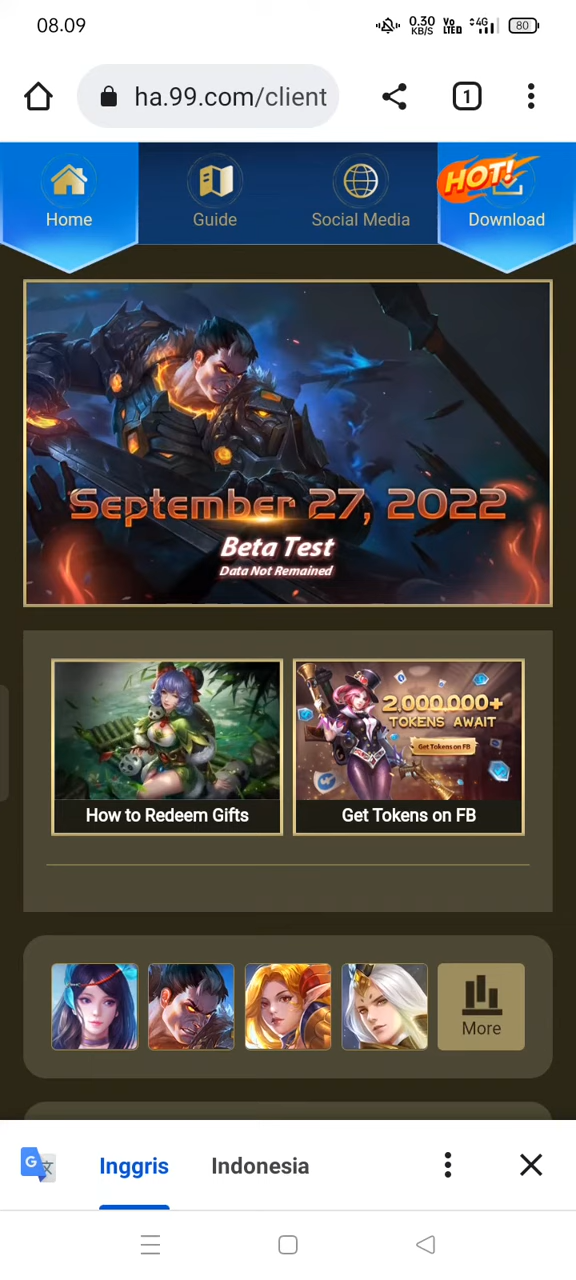 08.09
0.30
KB/S
Vo
LTED
4G
80
ha.99.com/client
1
HOT!
Home
Guide
Social Media
Download
September 27, 2022
Beta Test
Data Not Remained
2,000,000+
TOKENS AWAIT
Get Tokens on FB
How to Redeem Gifts
Get Tokens on FB
More
G
文
Inggris
Indonesia